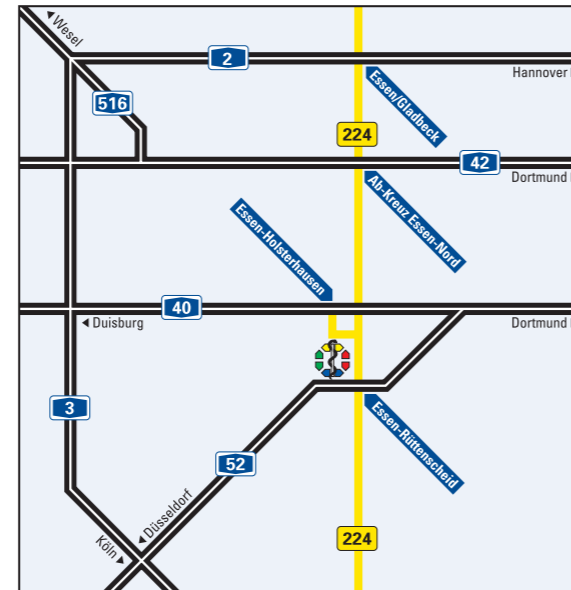 ◄ Wesel
2
Hannover
516
Essen/Gladbeck
224
42
Dortmund
Ab-Kreuz Essen-Nord
Essen-Holsterhausen
40
◄ Duisburg
Dortmund
3
Essen-Rüttenscheid
52
◄ Düsseldorf
Köln ►
224